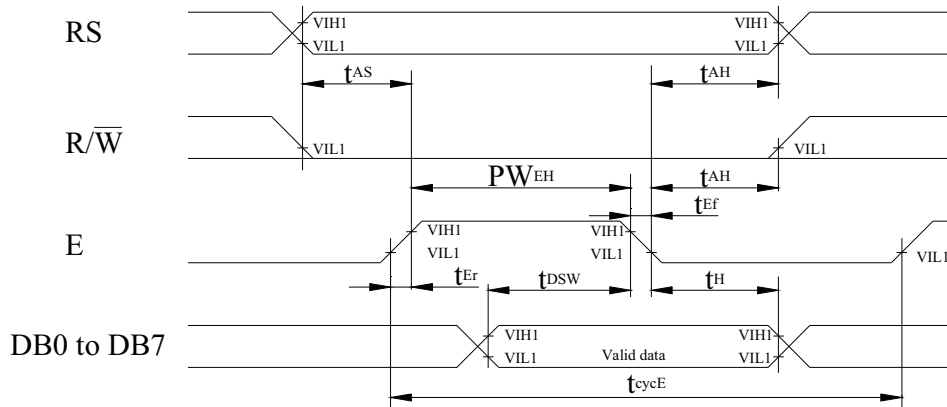 RS
VIH1
VIL1
VIH1
VIL1
tAS
tAH
R/W̅
VIL1
VIL1
PWEH
tAH
tEf
E
VIH1
VIL1
VIH1
VIL1
VIL1
tEr
tDSW
tH
DB0 to DB7
VIH1
VIL1
Valid data
VIH1
VIL1
tcycE